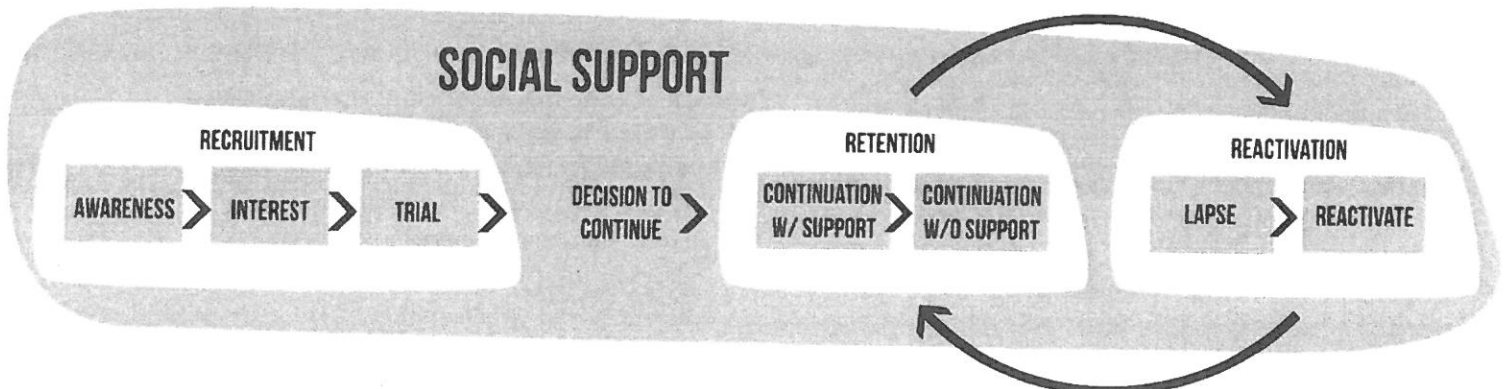 SOCIAL SUPPORT
RECRUITMENT
AWARENESS
INTEREST
TRIAL
DECISION TO
CONTINUE
RETENTION
CONTINUATION
W/ SUPPORT
CONTINUATION
W/O SUPPORT
REACTIVATION
LAPSE
REACTIVATE